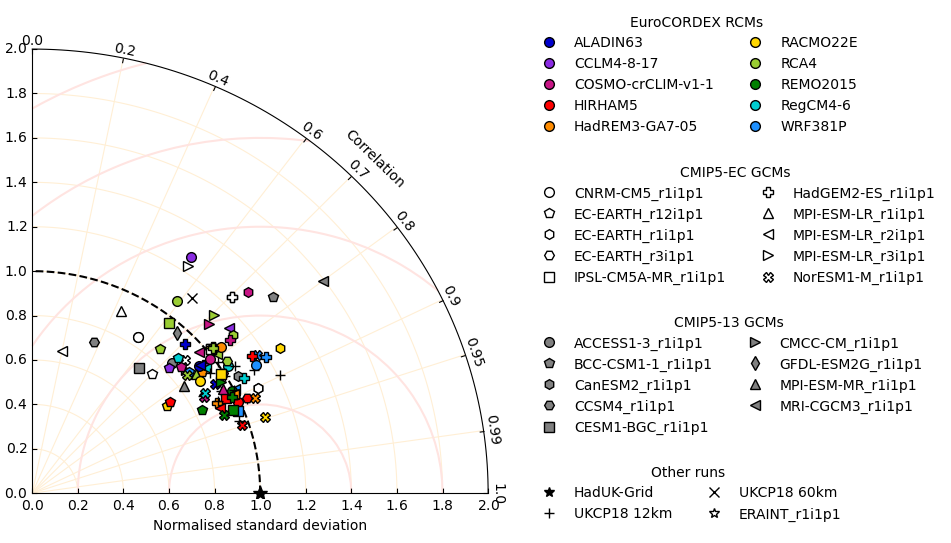 0.0
0.2
0.4
0.6
Correlation
0.7
0.8
0.9
0.95
0.99
1.0
2.0
1.8
1.6
1.4
1.2
1.0
0.8
0.6
0.4
0.2
0.0
0.0 0.2 0.4 0.6 0.8 1.0 1.2 1.4 1.6 1.8 2.0
Normalised standard deviation
EuroCORDEX RCMs
ALADIN63 RACMO22E
CCLM4-8-17 RCA4
COSMO-crCLIM-v1-1 REMO2015
HIRHAM5 RegCM4-6
HadREM3-GA7-05 WRF381P
CMIP5-EC GCMs
CNRM-CM5_r1i1p1 HadGEM2-ES_r1i1p1
EC-EARTH_r12i1p1 MPI-ESM-LR_r1i1p1
EC-EARTH_r1i1p1 MPI-ESM-LR_r2i1p1
EC-EARTH_r3i1p1 MPI-ESM-LR_r3i1p1
IPSL-CM5A-MR_r1i1p1 NorESM1-M_r1i1p1
CMIP5-13 GCMs
ACCESS1-3_r1i1p1 CMCC-CM_r1i1p1
BCC-CSM1-1_r1i1p1 GFDL-ESM2G_r1i1p1
CanESM2_r1i1p1 MPI-ESM-MR_r1i1p1
CCSM4_r1i1p1 MRI-CGCM3_r1i1p1
CESM1-BGC_r1i1p1
Other runs
HadUK-Grid UKCP18 60km
UKCP18 12km ERAINT_r1i1p1